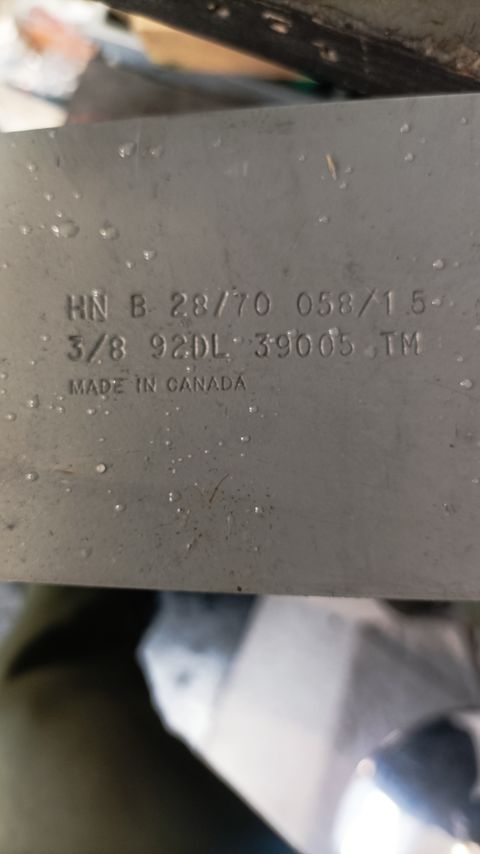 HN B 28/70 058/1.5
3/8 92DL 39005 TM
MADE IN CANADA